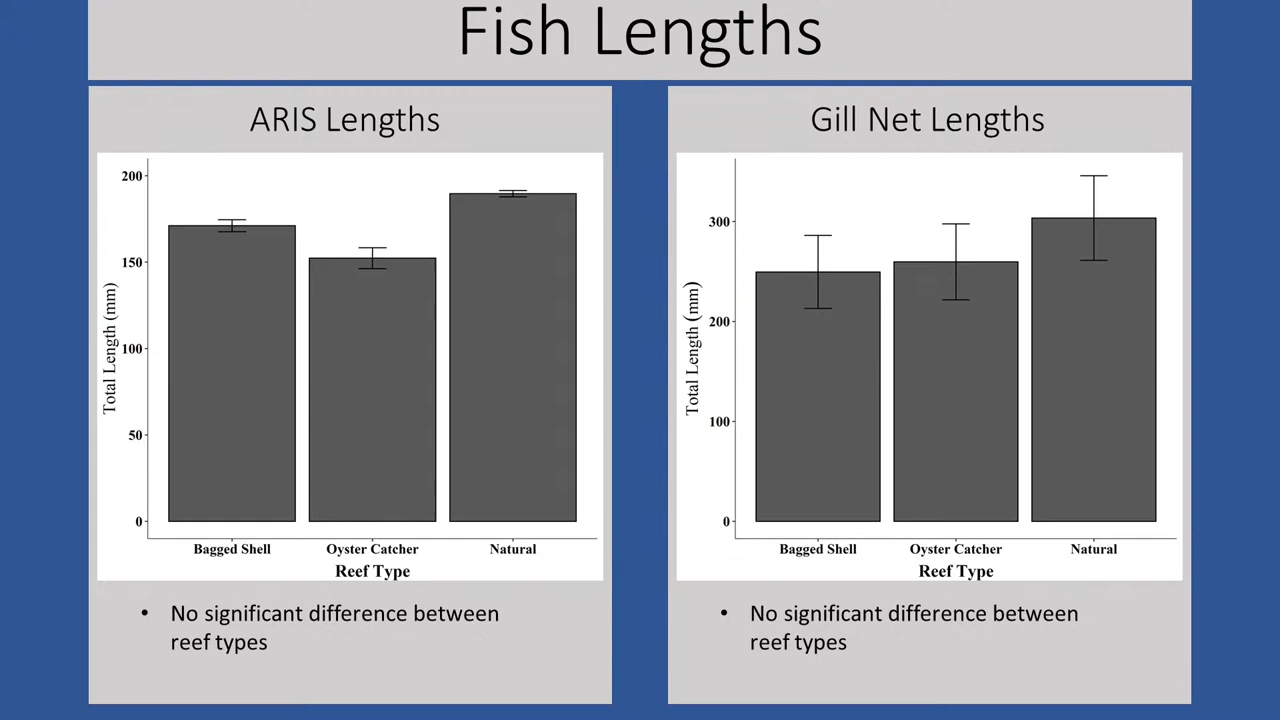 Fish Lengths
ARIS Lengths
200
150
100
50
0
Total Length (mm)
Bagged Shell
Oyster Catcher
Natural
Reef Type
• No significant difference between
reef types
Gill Net Lengths
300
200
100
0
Total Length (mm)
Bagged Shell
Oyster Catcher
Natural
Reef Type
• No significant difference between
reef types